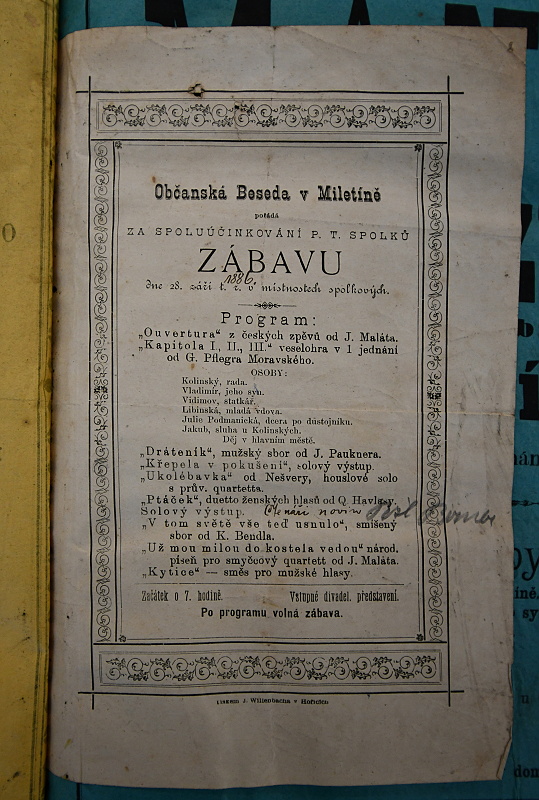 Občanská Beseda v Miletíně
pořádá
ZA SPOLUÚČINKOVÁNÍ P. T. SPOLKŮ
ZÁBAVU
1886.
dne 28. září t. r. v místnostech spolkových.
Program:
„Ouvertura“ z českých zpěvů od J. Maláta.
„Kapitola I., II., III.“ veselohra v 1 jednání
od G. Pflegra Moravského.
OSOBY:
Kolinský, rada.
Vladimír, jeho syn.
Vidimov, statkář.
Libinská, mladá vdova.
Julie Podmanická, dcera po důstojníku.
Jakub, sluha u Kolinských.
Děj v hlavním městě.
„Dráteník“, mužský sbor od J. Pauknera.
„Křepela v pokušení“, solový výstup.
„Ukolébavka“ od Nešvery, houslové solo
s prův. quartetta.
„Ptáček“, duetto ženských hlasů od Q. Havlasy.
Solový výstup. Čtenář novin
„V tom světě vše teď usnulo“, smíšený
sbor od K. Bendla.
„Už mou milou do kostela vedou“ národ.
píseň pro smyčcový quartett od J. Maláta.
„Kytice“ — směs pro mužské hlasy.
Začátek o 7. hodině. Vstupné divadel. představení.
Po programu volná zábava.
Tiskem J. Willenbacha v Hořicích